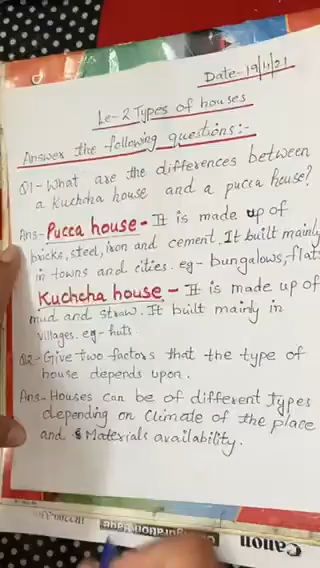 Date-19/11/21
Le-2 Types of houses
Answer the following questions:-
Q1-What are the differences between
a Kuchcha house and a pucca house?
Ans- Pucca house - It is made up of
bricks, steel, iron and cement. It built mainly
in towns and cities. eg- bungalows, flats
Kuchcha house - It is made up of
mud and straw. It built mainly in
villages. eg- huts
Q2-Give two factors that the type of
house depends upon.
Ans-Houses can be of different types
depending on Climate of the place
and Materials availability.
Canon